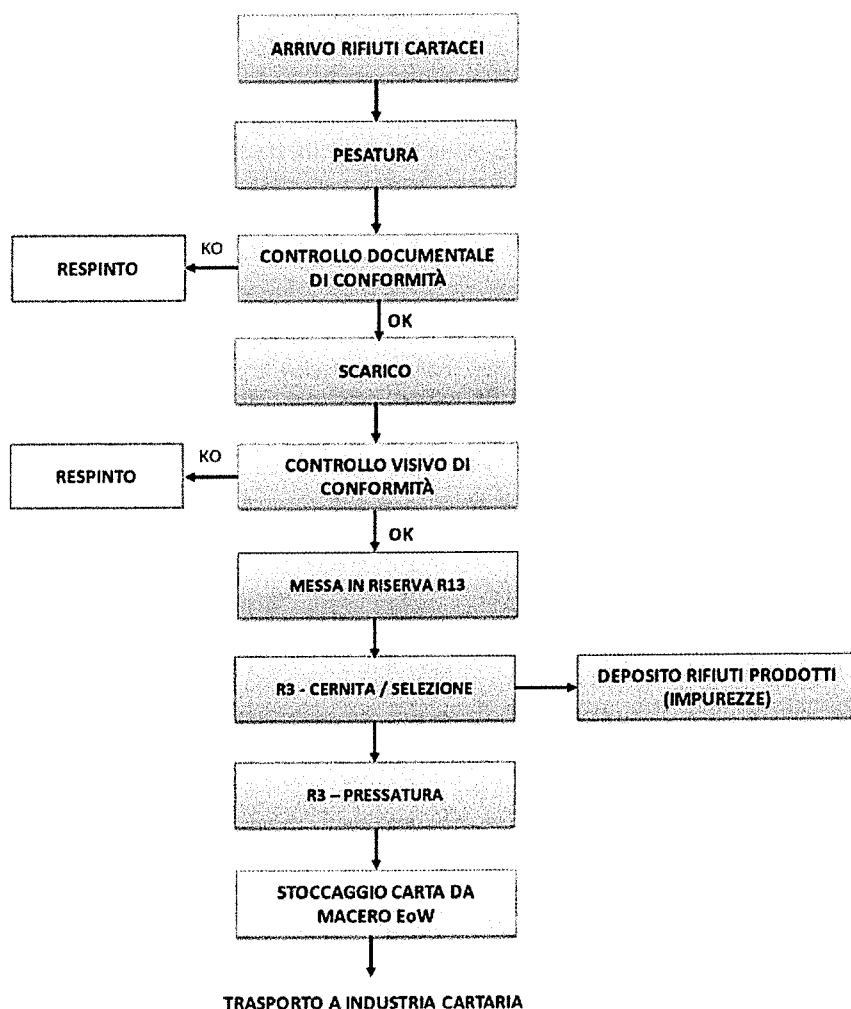 ARRIVO RIFIUTI CARTACEI
PESATURA
CONTROLLO DOCUMENTALE
DI CONFORMITÀ
KO
RESPINTO
OK
SCARICO
CONTROLLO VISIVO DI
CONFORMITÀ
KO
RESPINTO
OK
MESSA IN RISERVA R13
R3 - CERNITA / SELEZIONE
DEPOSITO RIFIUTI PRODOTTI
(IMPUREZZE)
R3 – PRESSATURA
STOCCAGGIO CARTA DA
MACERO EoW
TRASPORTO A INDUSTRIA CARTARIA